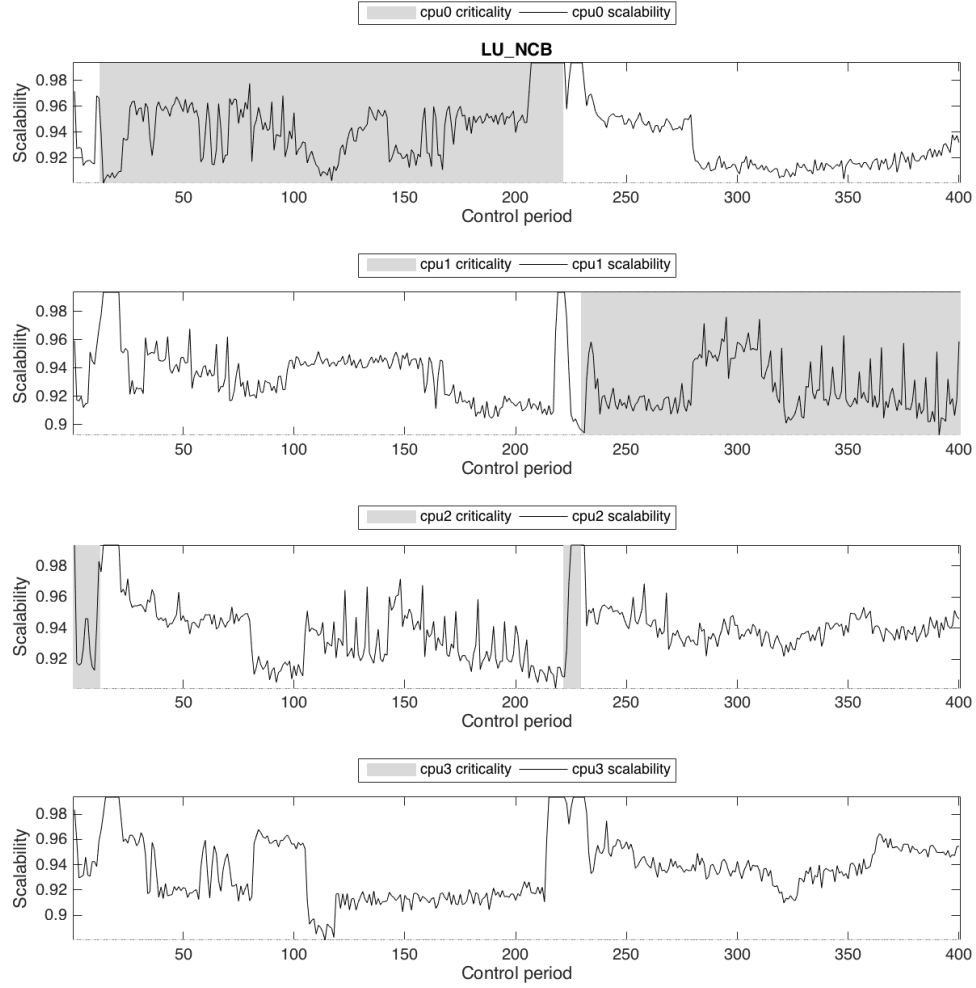 cpu0 criticality cpu0 scalability
LU_NCB
Scalability
0.98
0.96
0.94
0.92
50 100 150 200 250 300 350 400
Control period
cpu1 criticality cpu1 scalability
Scalability
0.98
0.96
0.94
0.92
0.9
50 100 150 200 250 300 350 400
Control period
cpu2 criticality cpu2 scalability
Scalability
0.98
0.96
0.94
0.92
50 100 150 200 250 300 350 400
Control period
cpu3 criticality cpu3 scalability
Scalability
0.98
0.96
0.94
0.92
0.9
50 100 150 200 250 300 350 400
Control period